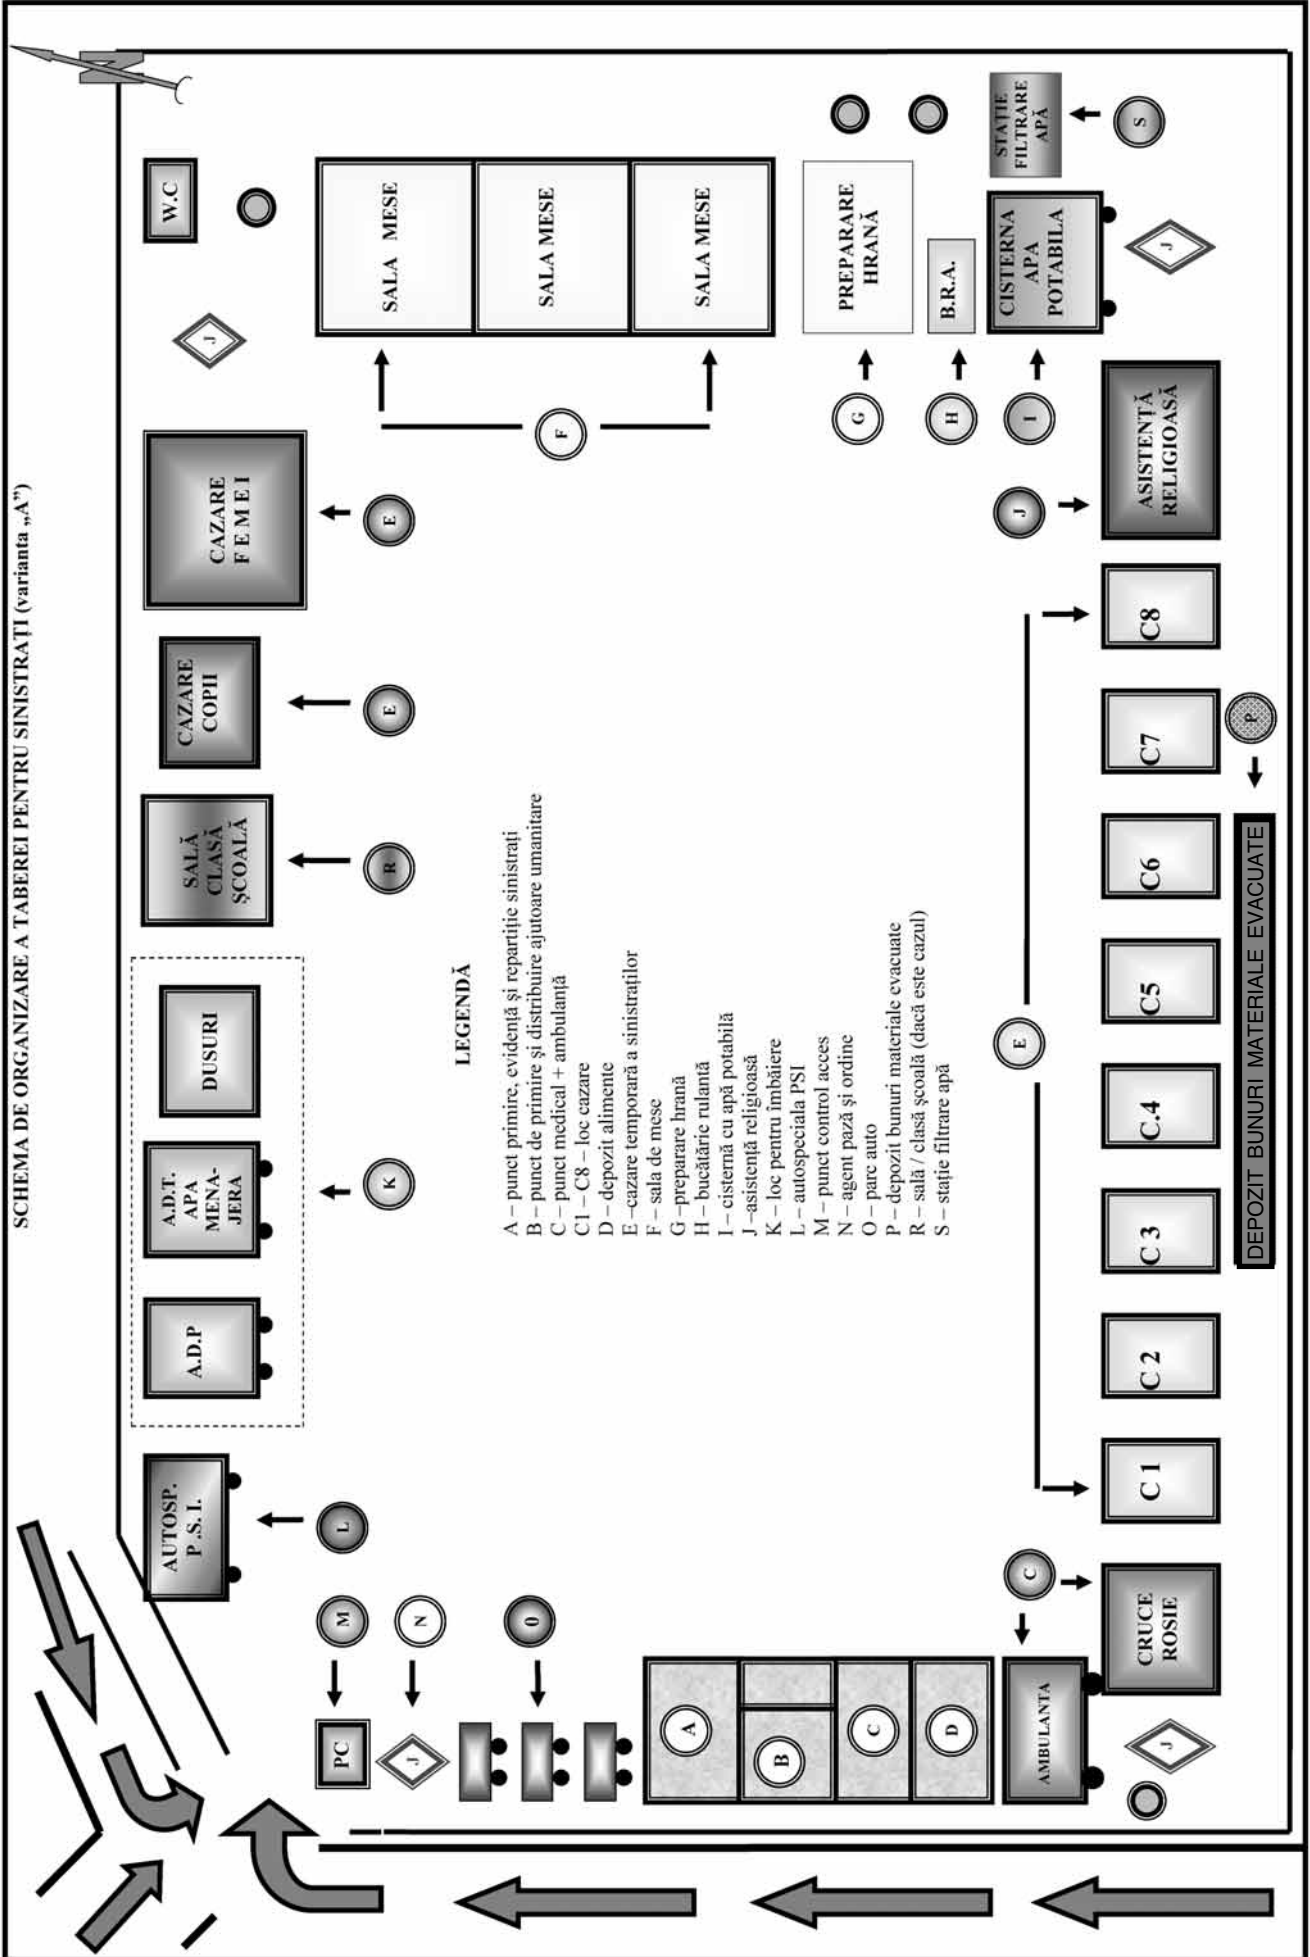 SCHEMA DE ORGANIZARE A TABEREI PENTRU SINISTRAȚI (varianta „A”)
N
AUTOSP.
P .S. I.
A.D.P
A.D.T.
APA
MENA-
JERA
DUSURI
SALĂ
CLASĂ
ȘCOALĂ
CAZARE
COPII
CAZARE
F E M E I
J
W.C
L
K
R
E
E
M
PC
N
J
0
F
SALA MESE
SALA MESE
SALA MESE
LEGENDĂ
A – punct primire, evidență și repartiție sinistrați
B – punct de primire și distribuire ajutoare umanitare
C – punct medical + ambulanță
C1 – C8 – loc cazare
D – depozit alimente
E –cazare temporară a sinistraților
F – sala de mese
G –preparare hrană
H – bucătărie rulantă
I – cisternă cu apă potabilă
J –asistență religioasă
K – loc pentru îmbăiere
L – autospeciala PSI
M – punct control acces
N – agent pază și ordine
O – parc auto
P – depozit bunuri materiale evacuate
R – sală / clasă școală (dacă este cazul)
S – stație filtrare apă
A
B
C
D
G
PREPARARE
HRANĂ
H
B.R.A.
I
CISTERNA
APA
POTABILA
STAȚIE
FILTRARE
APĂ
S
J
AMBULANTA
C
E
J
CRUCE
ROSIE
C 1
C 2
C 3
C.4
C5
C6
C7
C8
ASISTENȚĂ
RELIGIOASĂ
J
DEPOZIT BUNURI MATERIALE EVACUATE
P